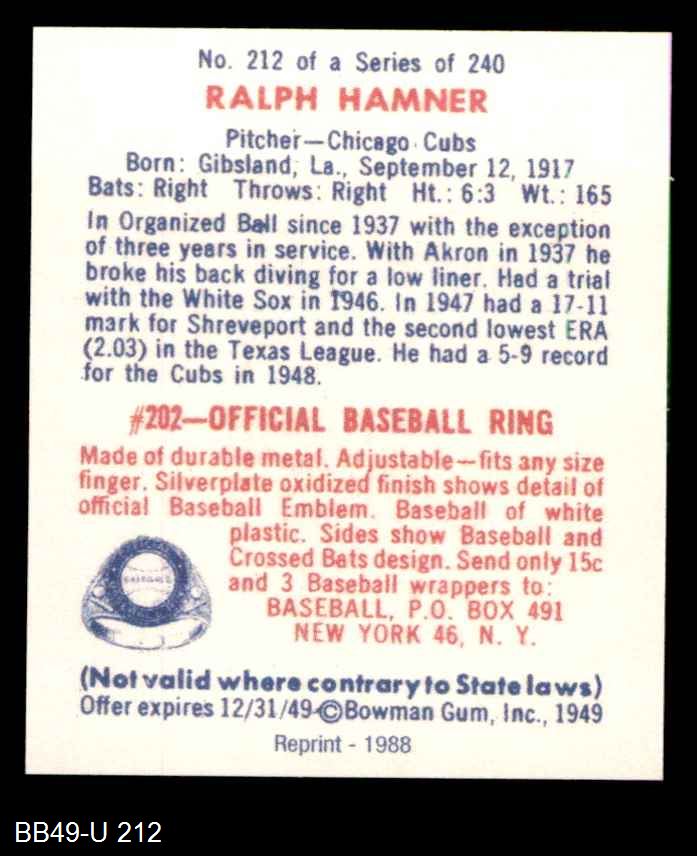 No. 212 of a Series of 240
RALPH HAMNER
Pitcher—Chicago Cubs
Born: Gibsland, La., September 12, 1917
Bats: Right Throws: Right Ht.: 6:3 Wt.: 165
In Organized Ball since 1937 with the exception
of three years in service. With Akron in 1937 he
broke his back diving for a low liner. Had a trial
with the White Sox in 1946. In 1947 had a 17-11
mark for Shreveport and the second lowest ERA
(2.03) in the Texas League. He had a 5-9 record
for the Cubs in 1948.
#202—OFFICIAL BASEBALL RING
Made of durable metal. Adjustable—fits any size
finger. Silverplate oxidized finish shows detail of
official Baseball Emblem. Baseball of white
plastic. Sides show Baseball and
Crossed Bats design. Send only 15c
and 3 Baseball wrappers to:
BASEBALL, P.O. BOX 491
NEW YORK 46, N. Y.
(Not valid where contrary to State laws)
Offer expires 12/31/49-©Bowman Gum, Inc., 1949
Reprint - 1988
BB49-U 212